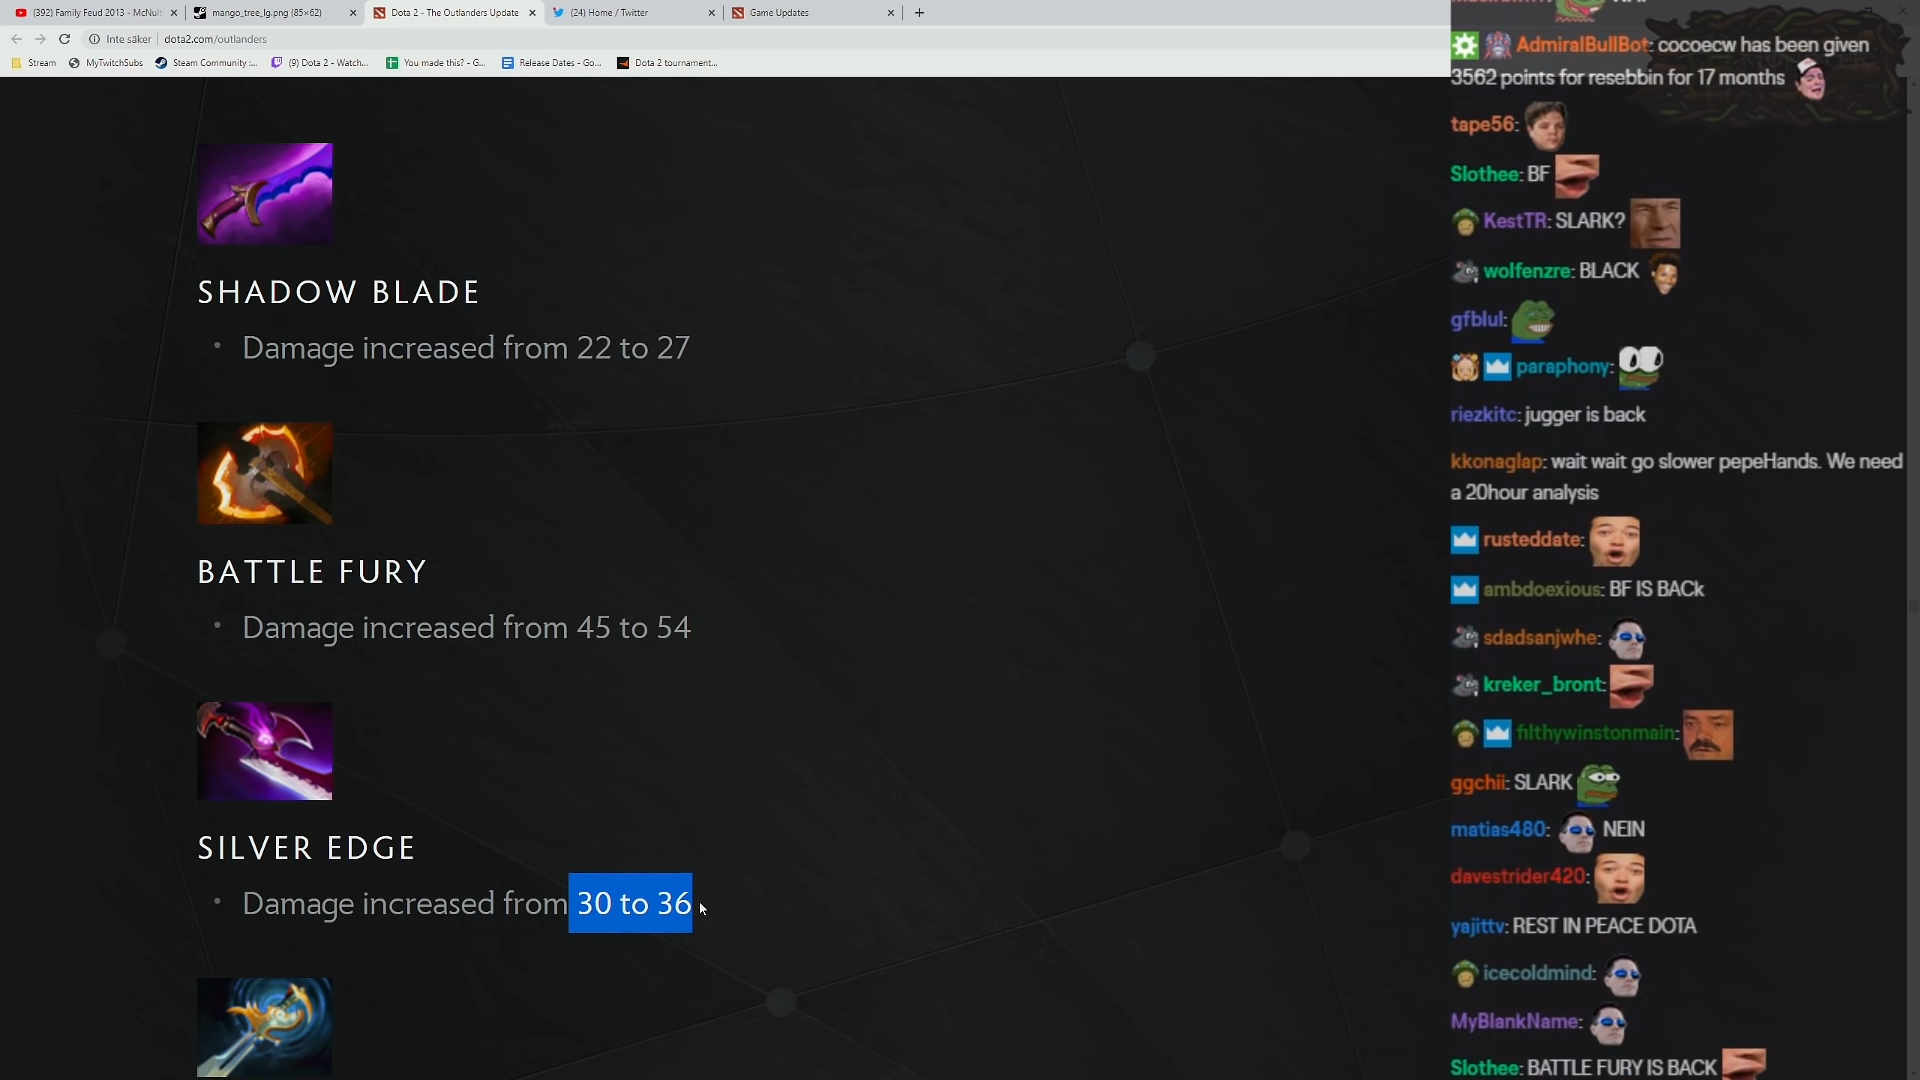 (392) Family Feud 2013 - McNul
mango_tree_lg.png (85×62)
Dota 2 - The Outlanders Update
(24) Home / Twitter
Game Updates
Inte säker
dota2.com/outlanders
Stream
MyTwitchSubs
Steam Community :...
(9) Dota 2 - Watch...
You made this? - G...
Release Dates - Go...
Dota 2 tournament...
SHADOW BLADE
• Damage increased from 22 to 27
BATTLE FURY
• Damage increased from 45 to 54
SILVER EDGE
• Damage increased from 30 to 36
AdmiralBullBot: cocoecw has been given
3562 points for resebbin for 17 months
tape56:
Slothee: BF
KestTR: SLARK?
wolfenzre: BLACK
gfblul:
paraphony:
riezkitc: jugger is back
kkonaglap: wait wait go slower pepeHands. We need
a 20hour analysis
rusteddate:
ambdoexious: BF IS BACk
sdadsanjwhe:
kreker_bront:
filthywinstonmain:
ggchii: SLARK
matias480: NEIN
davestrider420:
yajittv: REST IN PEACE DOTA
icecoldmind:
MyBlankName:
Slothee: BATTLE FURY IS BACK